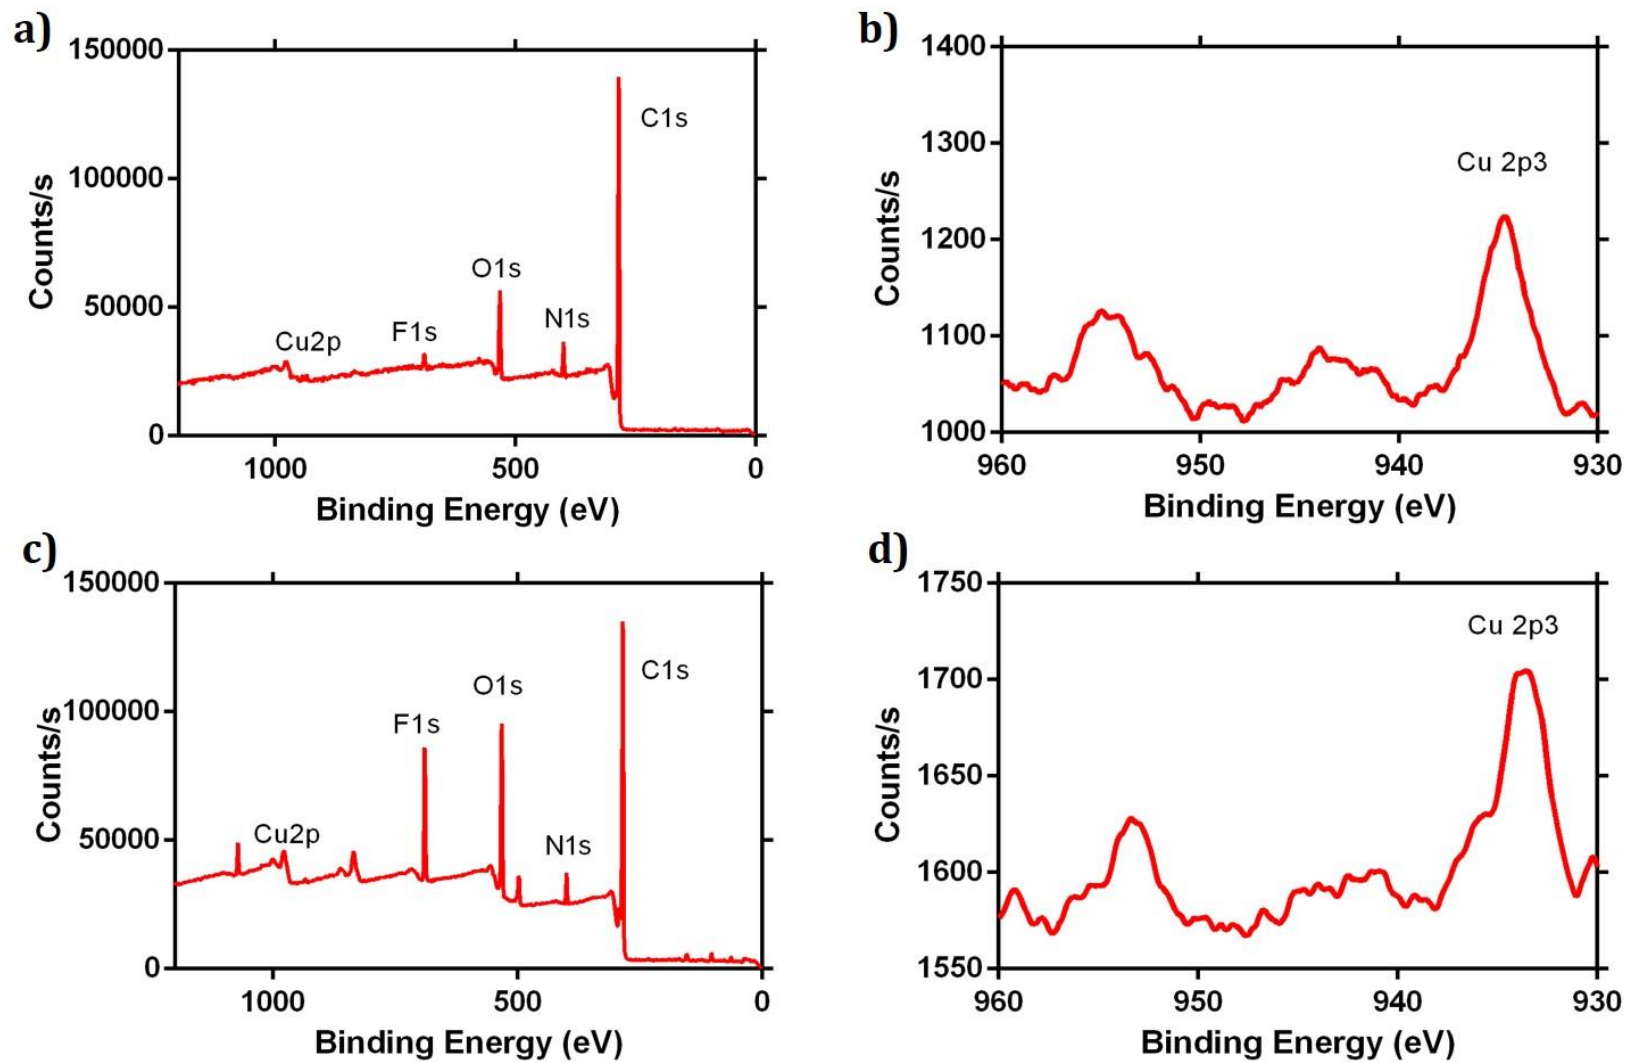 a)
150000
100000
50000
0
Counts/s
C1s
O1s
N1s
F1s
Cu2p
1000
500
0
Binding Energy (eV)
b)
1400
1300
1200
1100
1000
Counts/s
Cu 2p3
960
950
940
930
Binding Energy (eV)
c)
150000
100000
50000
0
Counts/s
C1s
O1s
F1s
N1s
Cu2p
1000
500
0
Binding Energy (eV)
d)
1750
1700
1650
1600
1550
Counts/s
Cu 2p3
960
950
940
930
Binding Energy (eV)